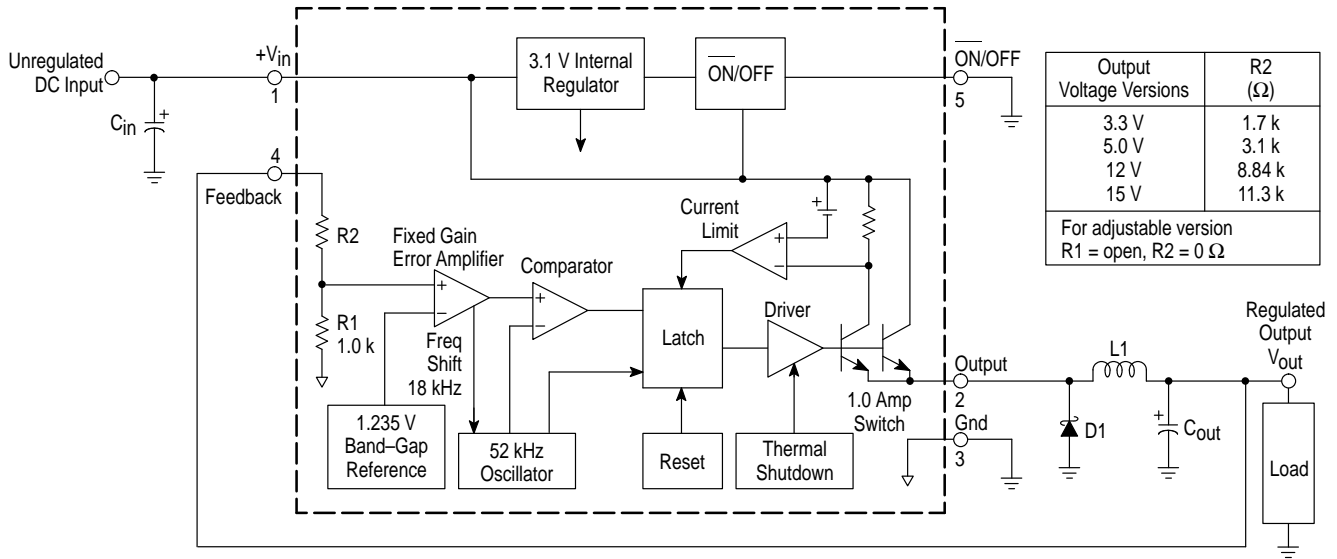 Unregulated
DC Input
Cin
+
+Vin
1
4
Feedback
3.1 V Internal
Regulator
ON/OFF
ON/OFF
5
Output
Voltage Versions
R2
(Ω)
3.3 V
1.7 k
5.0 V
3.1 k
12 V
8.84 k
15 V
11.3 k
For adjustable version
R1 = open, R2 = 0 Ω
R2
R1
1.0 k
Fixed Gain
Error Amplifier
+
–
Freq
Shift
18 kHz
Comparator
+
–
Current
Limit
+
–
+
Latch
Driver
1.0 Amp
Switch
Output
2
Gnd
3
1.235 V
Band–Gap
Reference
52 kHz
Oscillator
Reset
Thermal
Shutdown
D1
L1
+
Cout
Regulated
Output
Vout
Load